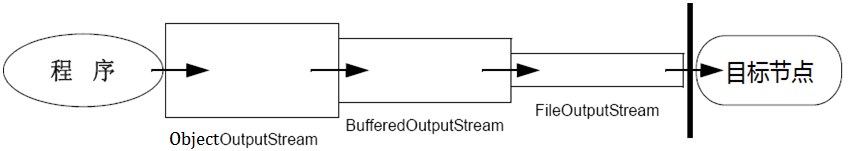 程 序
ObjectOutputStream
BufferedOutputStream
FileOutputStream
目标节点